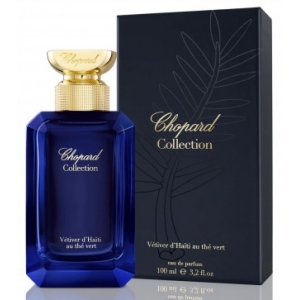 Chopard
Collection
Vétiver d'Haïti
au thé vert
Chopard
Collection
Vétiver d'Haïti au thé vert
eau de parfum
100 ml ℮ 3,2 fl.oz